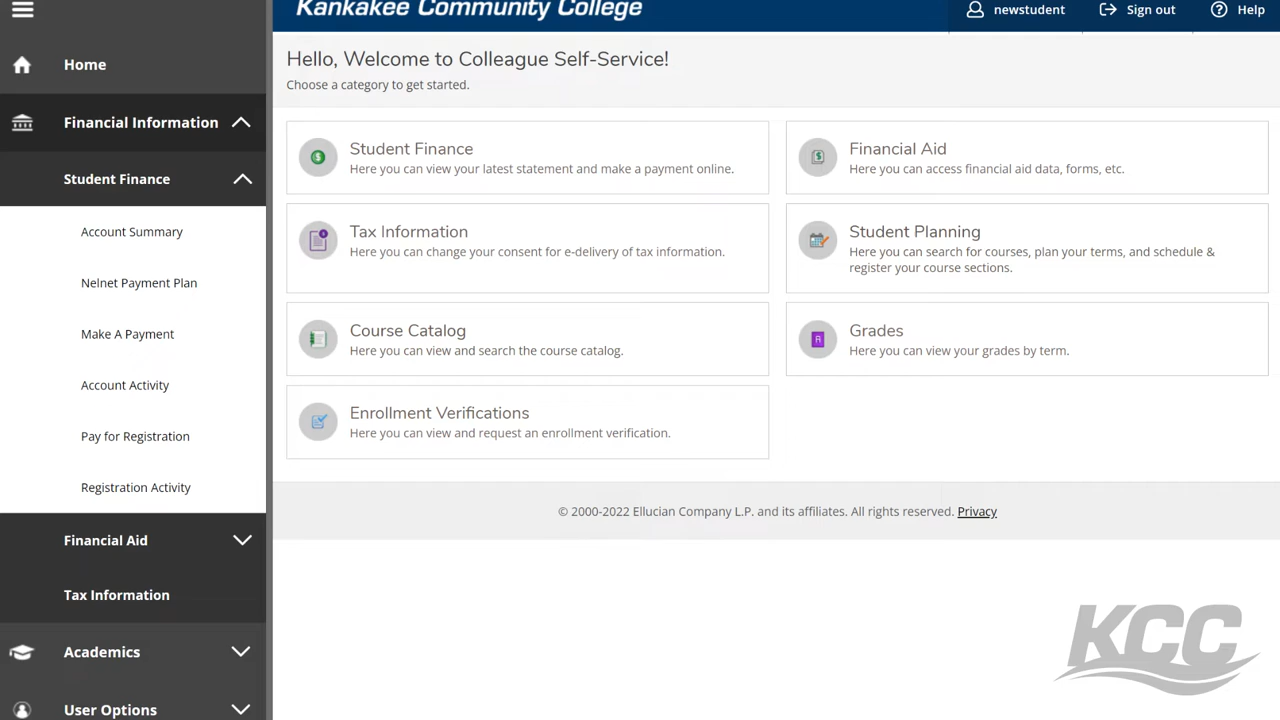 Kankakee Community College
newstudent
Sign out
Help
Home
Financial Information
Student Finance
Account Summary
Nelnet Payment Plan
Make A Payment
Account Activity
Pay for Registration
Registration Activity
Financial Aid
Tax Information
Academics
User Options
Hello, Welcome to Colleague Self-Service!
Choose a category to get started.
Student Finance
Here you can view your latest statement and make a payment online.
Financial Aid
Here you can access financial aid data, forms, etc.
Tax Information
Here you can change your consent for e-delivery of tax information.
Student Planning
Here you can search for courses, plan your terms, and schedule &
register your course sections.
Course Catalog
Here you can view and search the course catalog.
Grades
Here you can view your grades by term.
Enrollment Verifications
Here you can view and request an enrollment verification.
© 2000-2022 Ellucian Company L.P. and its affiliates. All rights reserved. Privacy
KCC